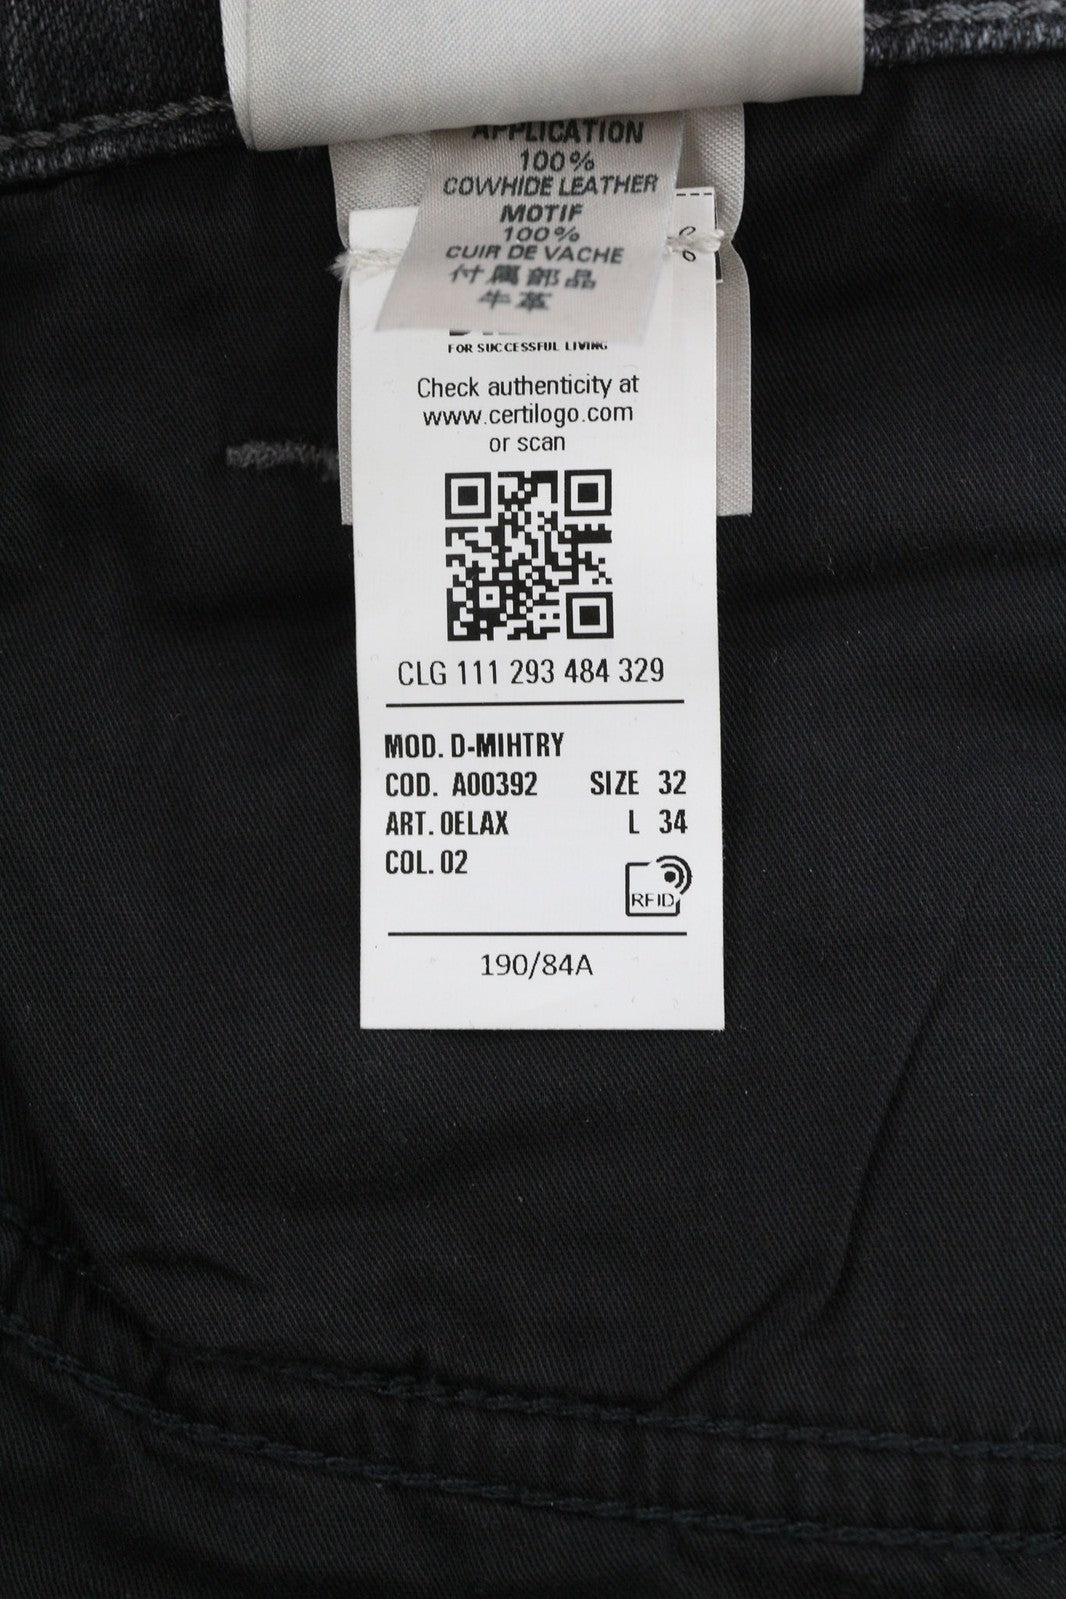 APPLICATION
100%
COWHIDE LEATHER
MOTIF
100%
CUIR DE VACHE
付属部品
牛革
FOR SUCCESSFUL LIVING
Check authenticity at
www.certilogo.com
or scan
CLG 111 293 484 329
MOD. D-MIHTRY
COD. A00392 SIZE 32
ART. 0ELAX L 34
COL. 02
RFID
190/84A